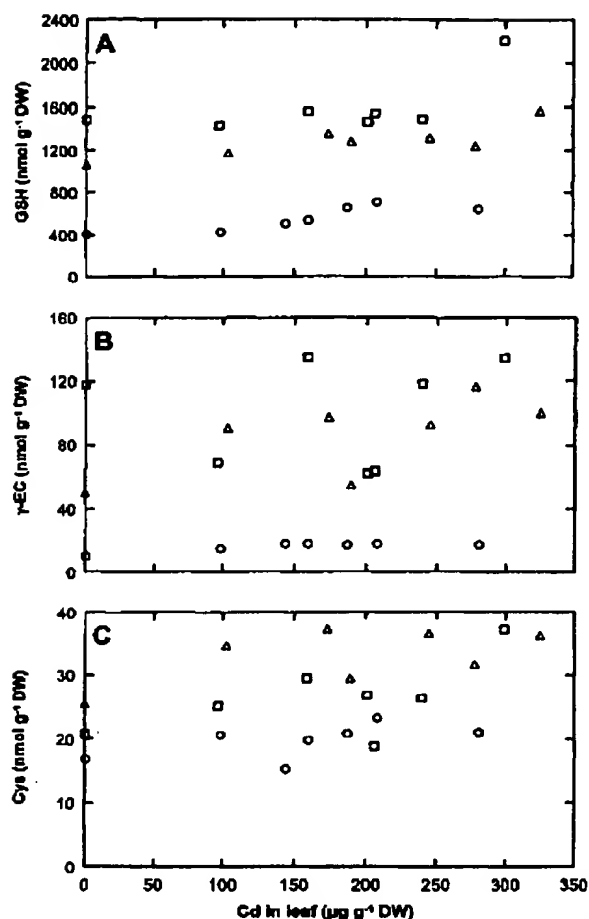 A
2400
2000
1600
1200
800
400
0
GSH (nmol g⁻¹ DW)
B
160
120
80
40
0
γ-EC (nmol g⁻¹ DW)
C
40
30
20
10
0
Cys (nmol g⁻¹ DW)
0 50 100 150 200 250 300 350
Cd in leaf (µg g⁻¹ DW)